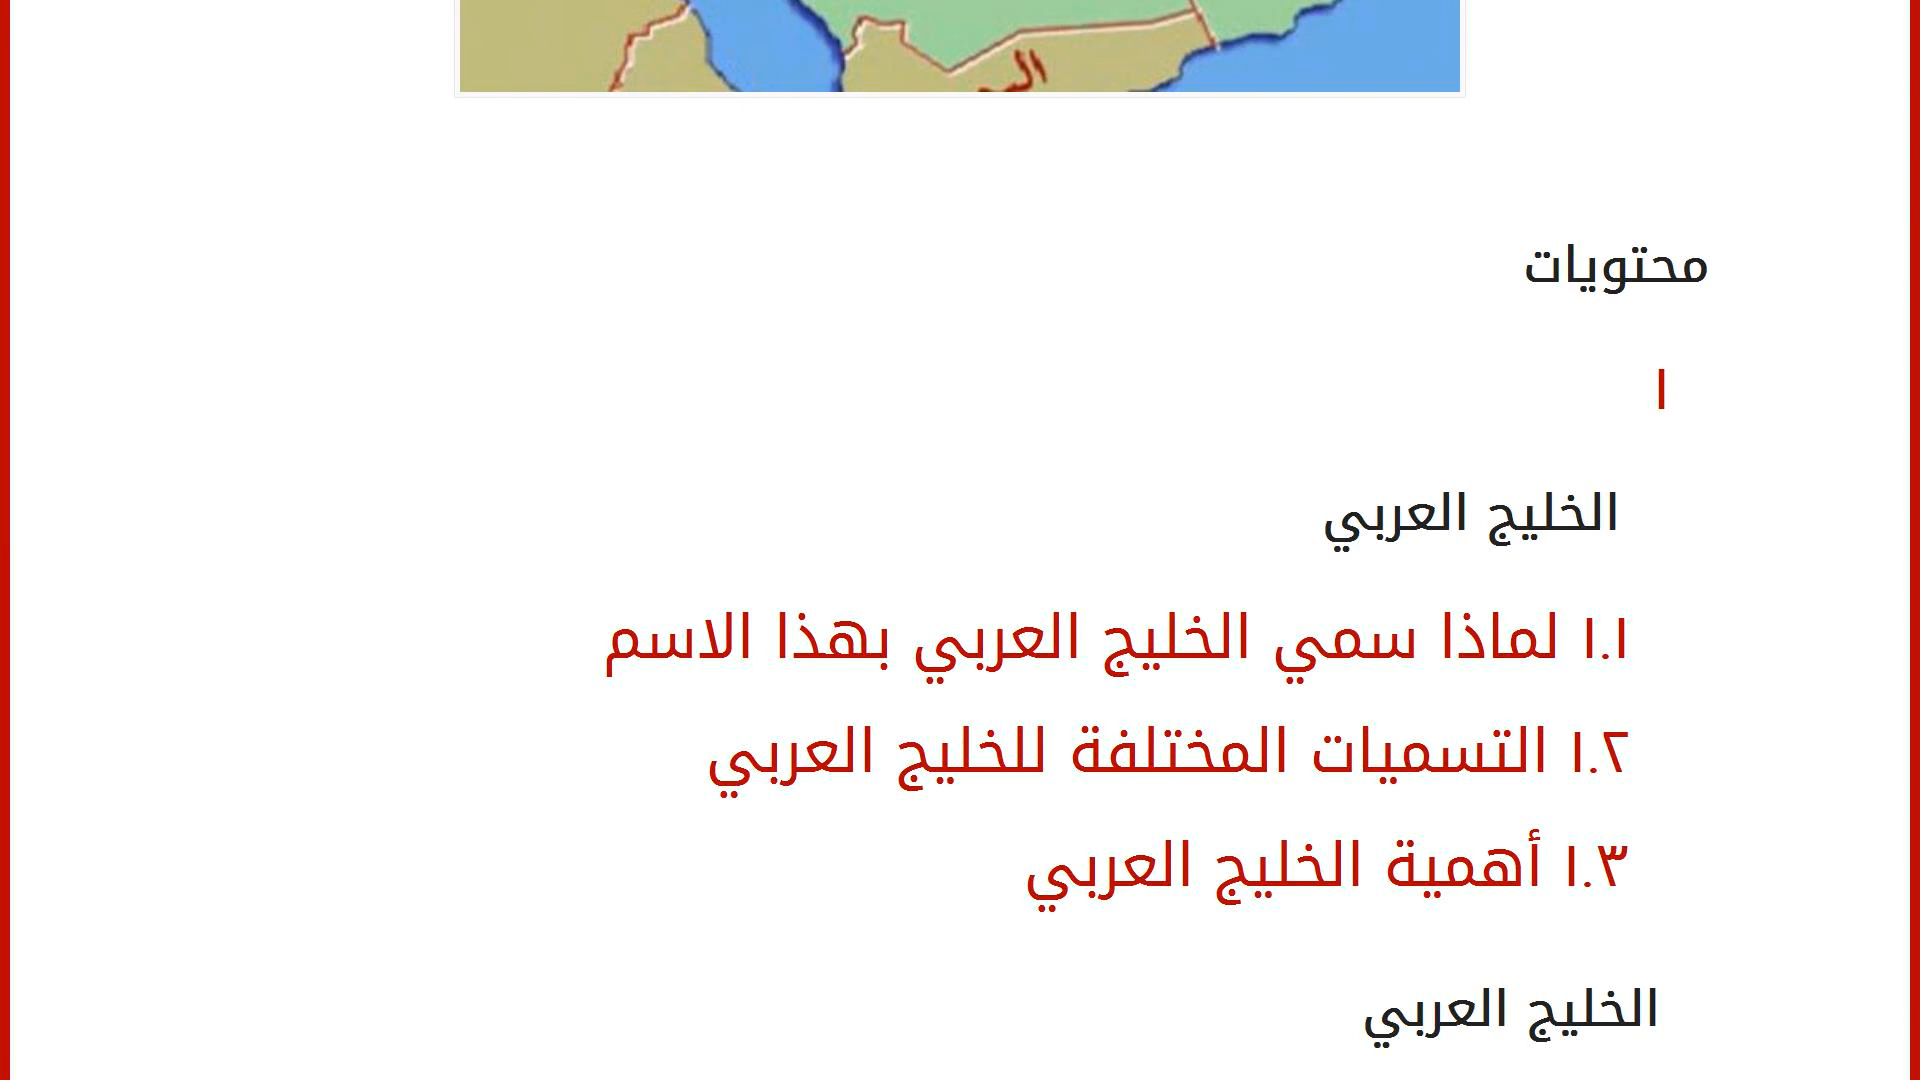 محتويات
١
الخليج العربي
١.١ لماذا سمي الخليج العربي بهذا الاسم
١.٢ التسميات المختلفة للخليج العربي
١.٣ أهمية الخليج العربي
الخليج العربي